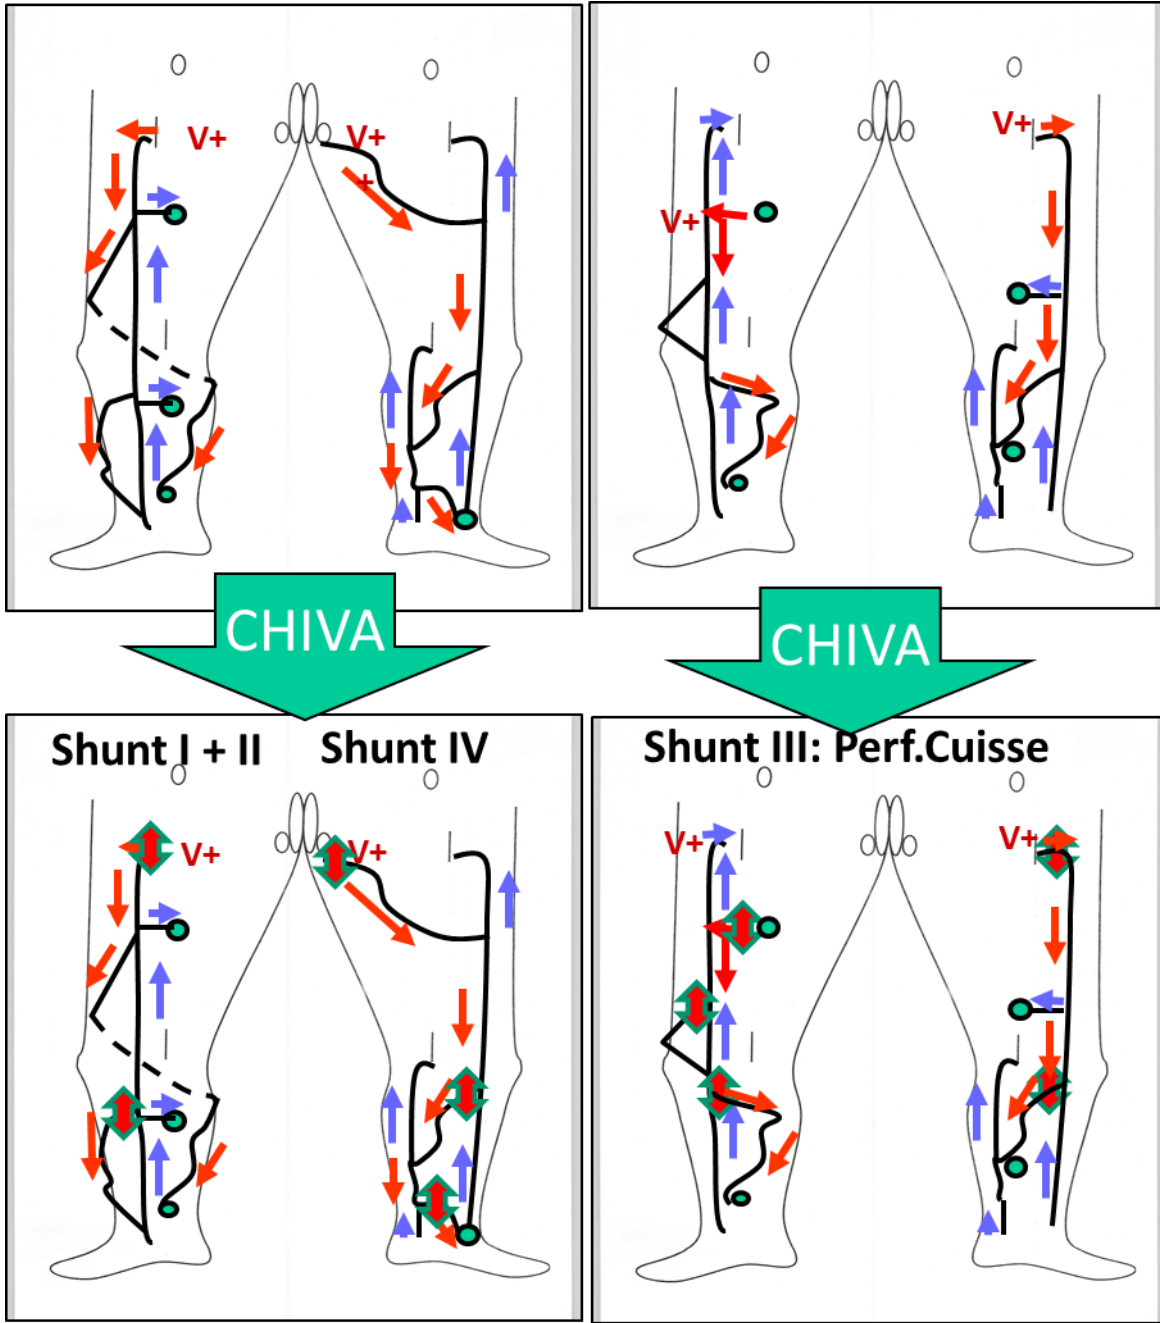 V+
V+
+
V+
V+
CHIVA
CHIVA
Shunt I + II
Shunt IV
Shunt III: Perf.Cuisse
V+
V+
V+
V+